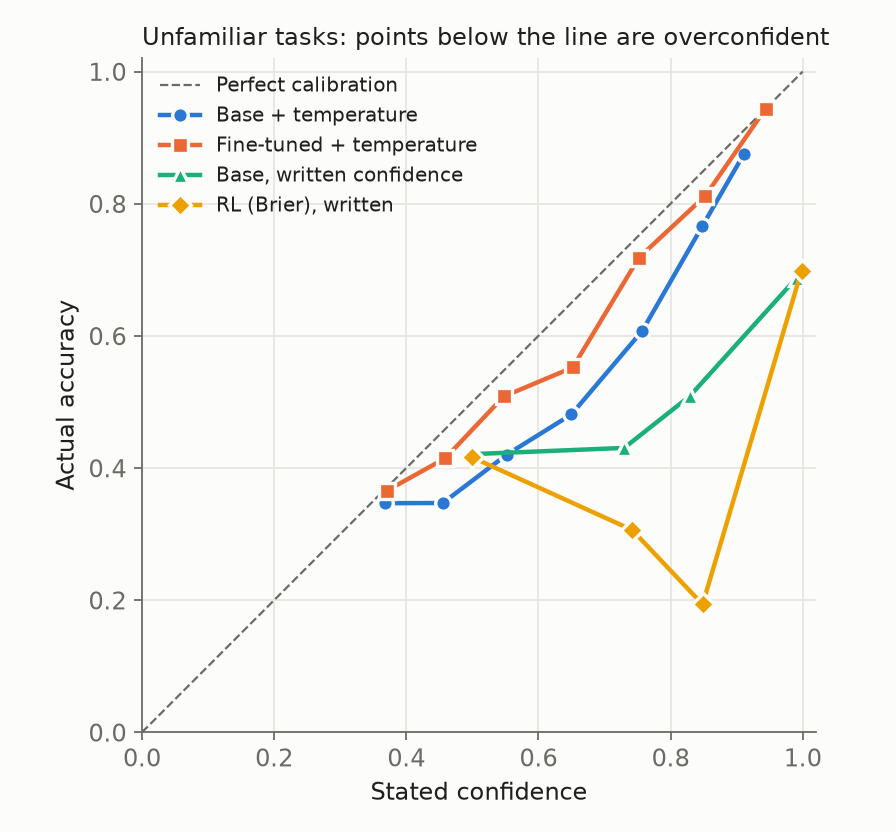 Unfamiliar tasks: points below the line are overconfident
Perfect calibration
Base + temperature
Fine-tuned + temperature
Base, written confidence
RL (Brier), written
Actual accuracy
1.0
0.8
0.6
0.4
0.2
0.0
0.0 0.2 0.4 0.6 0.8 1.0
Stated confidence